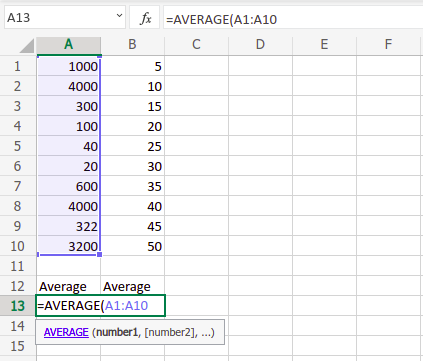 A13 fx =AVERAGE(A1:A10
A B C D E F
1 1000 5
2 4000 10
3 300 15
4 100 20
5 40 25
6 20 30
7 600 35
8 4000 40
9 322 45
10 3200 50
11
12 Average Average
13 =AVERAGE(A1:A10
14 AVERAGE (number1, [number2], ...)
15